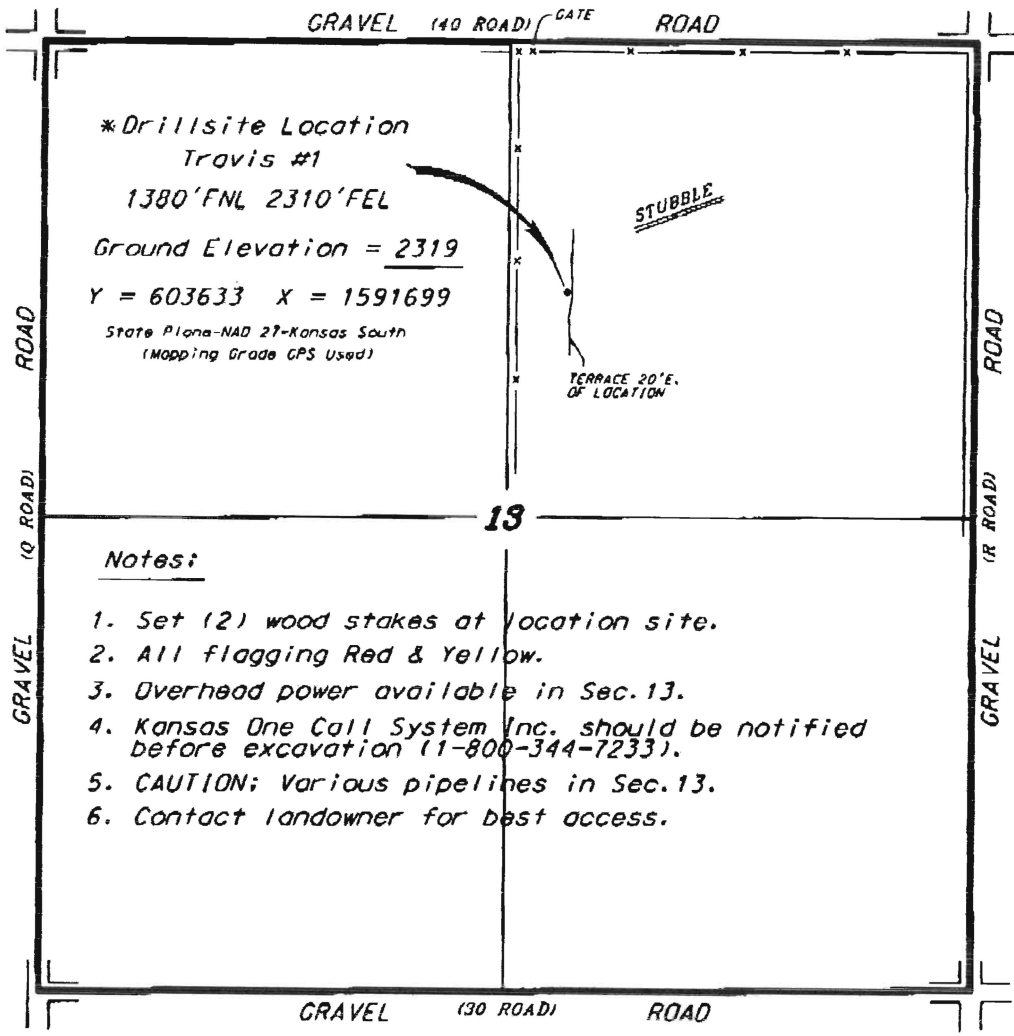 GRAVEL (40 ROAD) ROAD
GATE
*Drillsite Location
Travis #1
1380'FNL 2310'FEL
Ground Elevation = 2319
Y = 603633 X = 1591699
State Plane-NAD 27-Kansas South
(Mapping Grade GPS Used)
STUBBLE
TERRACE 20'E.
OF LOCATION
GRAVEL (Q ROAD) ROAD
GRAVEL (R ROAD) ROAD
13
Notes:
1. Set (2) wood stakes at location site.
2. All flagging Red & Yellow.
3. Overhead power available in Sec.13.
4. Kansas One Call System Inc. should be notified
before excavation (1-800-344-7233).
5. CAUTION: Various pipelines in Sec.13.
6. Contact landowner for best access.
GRAVEL (30 ROAD) ROAD